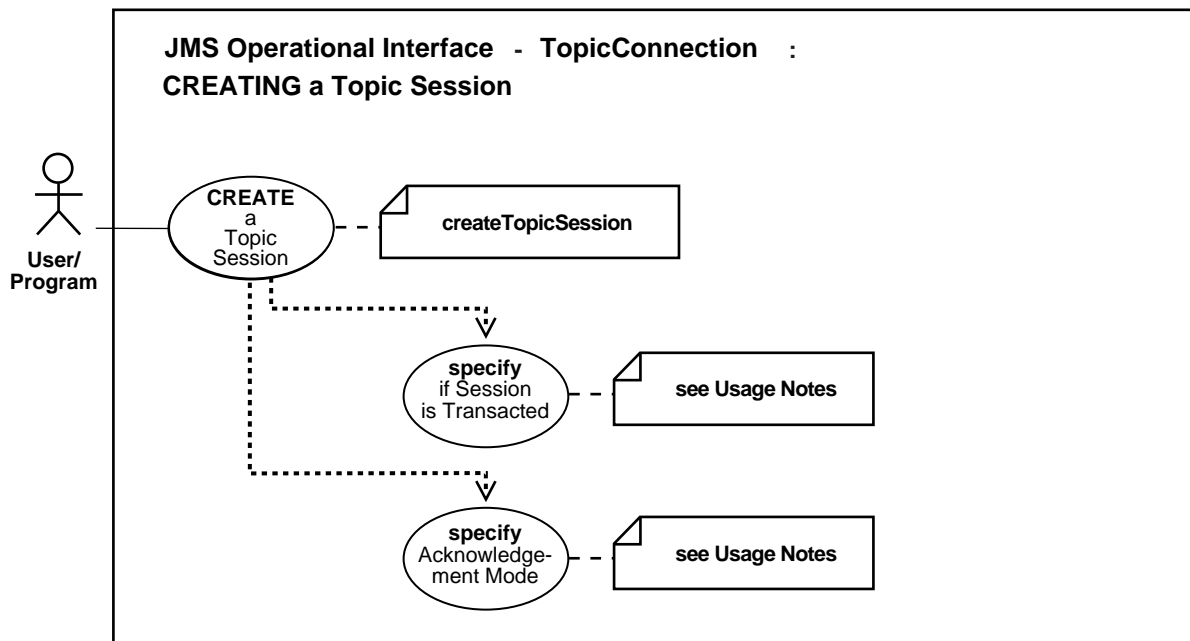 JMS Operational Interface - TopicConnection :
CREATING a Topic Session
User/
Program
CREATE
a
Topic
Session
createTopicSession
specify
if Session
is Transacted
see Usage Notes
specify
Acknowledge-
ment Mode
see Usage Notes